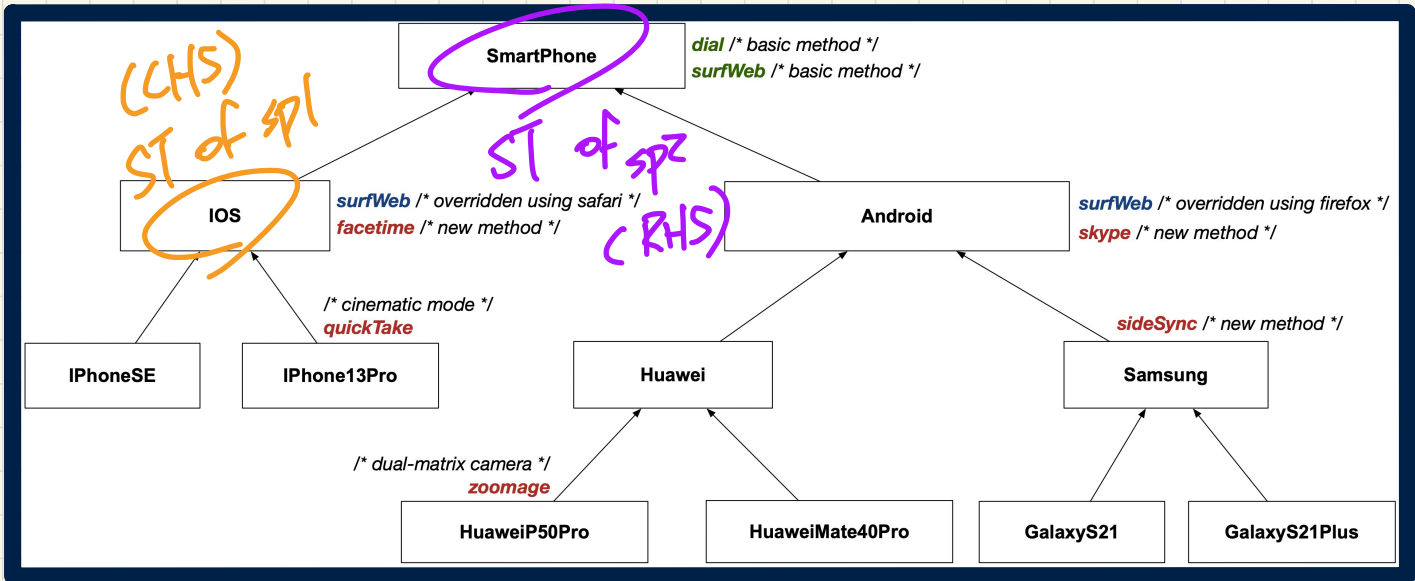 SmartPhone
dial /* basic method */
surfWeb /* basic method */
(LHS)
ST of sp1
ST of sp2
(RHS)
IOS
surfWeb /* overridden using safari */
facetime /* new method */
Android
surfWeb /* overridden using firefox */
skype /* new method */
/* cinematic mode */
quickTake
sideSync /* new method */
IPhoneSE
IPhone13Pro
Huawei
Samsung
/* dual-matrix camera */
zoomage
HuaweiP50Pro
HuaweiMate40Pro
GalaxyS21
GalaxyS21Plus